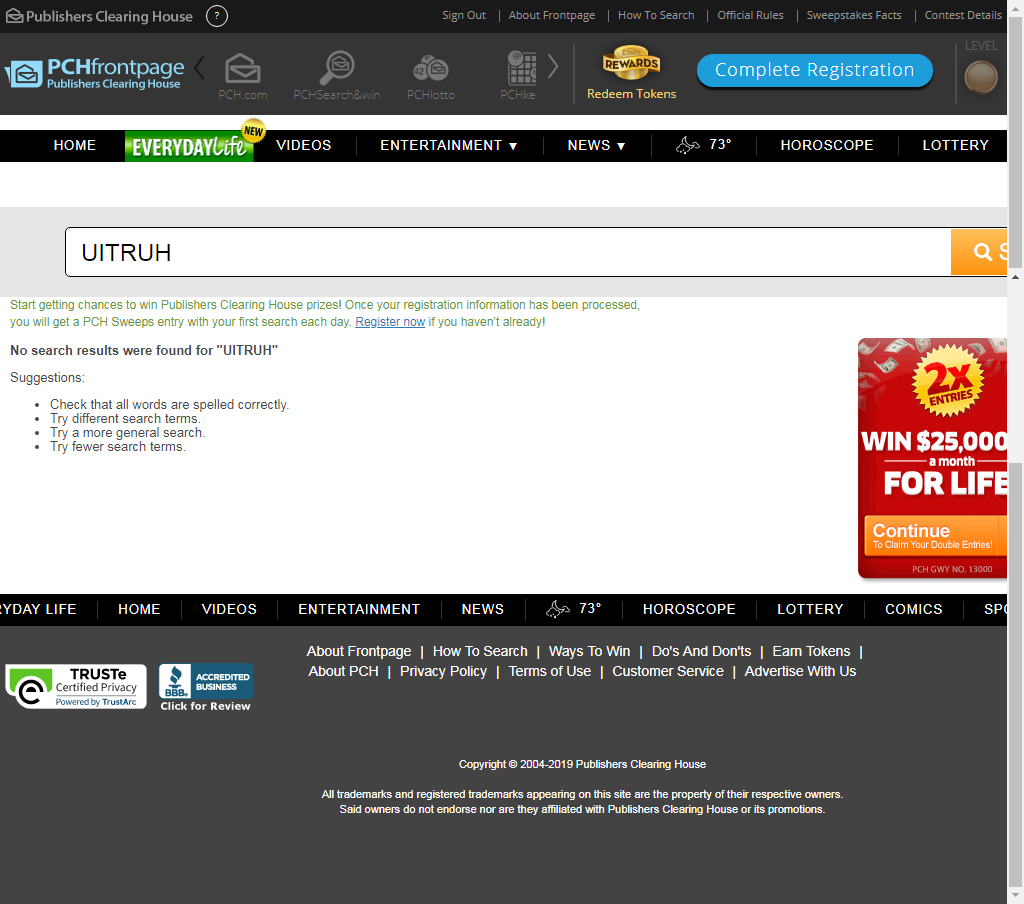 Publishers Clearing House ?
Sign Out | About Frontpage | How To Search | Official Rules | Sweepstakes Facts | Contest Details
PCHfrontpage
Publishers Clearing House
PCH.com
PCHSearch&win
42
PCHlotto
PCHke
REWARDS
Redeem Tokens
Complete Registration
LEVEL
HOME
EVERYDAYLife
NEW
VIDEOS
ENTERTAINMENT ▼
NEWS ▼
73°
HOROSCOPE
LOTTERY
UITRUH
S
Start getting chances to win Publishers Clearing House prizes! Once your registration information has been processed,
you will get a PCH Sweeps entry with your first search each day. Register now if you haven't already!
No search results were found for "UITRUH"
Suggestions:
• Check that all words are spelled correctly.
• Try different search terms.
• Try a more general search.
• Try fewer search terms.
2X
ENTRIES
WIN $25,000
a month
FOR LIFE
Continue
To Claim Your Double Entries!
PCH GWY NO. 13000
RYDAY LIFE
HOME
VIDEOS
ENTERTAINMENT
NEWS
73°
HOROSCOPE
LOTTERY
COMICS
SPO
About Frontpage | How To Search | Ways To Win | Do's And Don'ts | Earn Tokens |
About PCH | Privacy Policy | Terms of Use | Customer Service | Advertise With Us
TRUSTe
Certified Privacy
Powered by TrustArc
BBB.
ACCREDITED
BUSINESS
Click for Review
Copyright © 2004-2019 Publishers Clearing House
All trademarks and registered trademarks appearing on this site are the property of their respective owners.
Said owners do not endorse nor are they affiliated with Publishers Clearing House or its promotions.